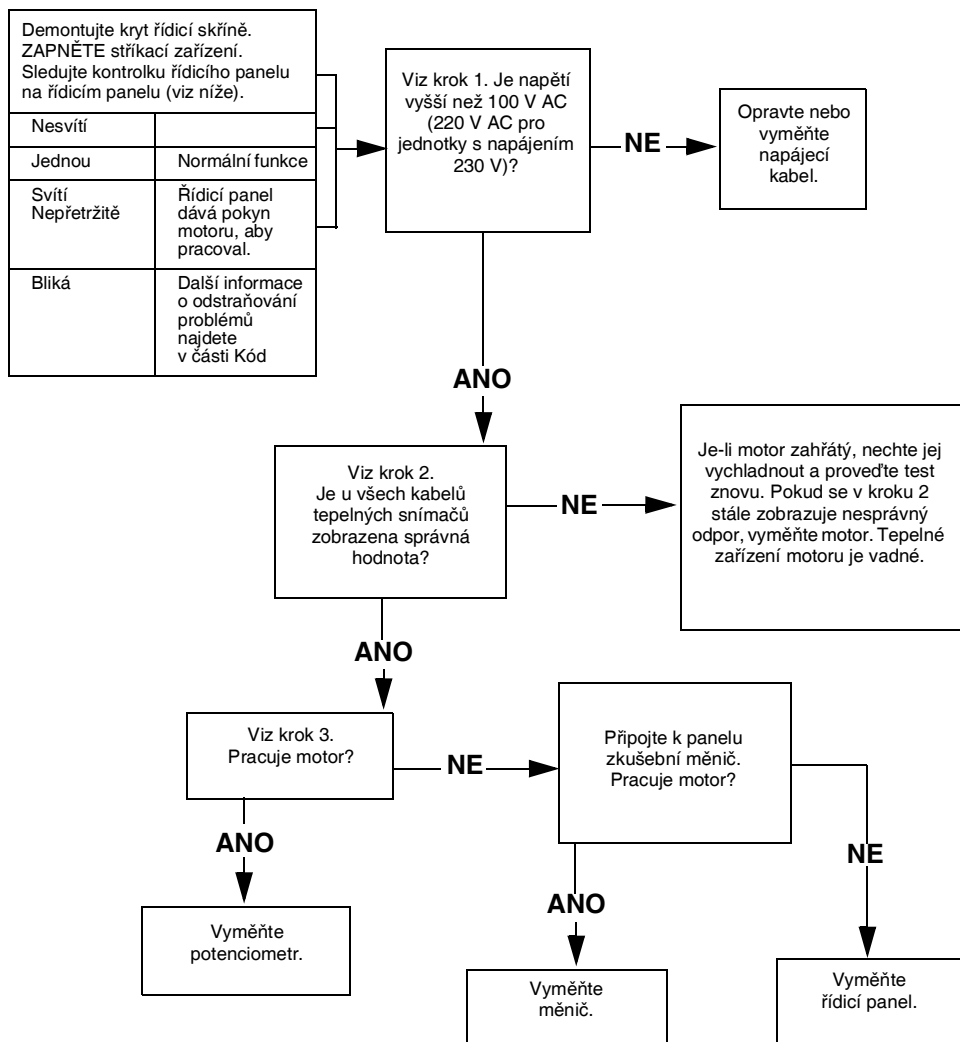 Demontujte kryt řídicí skříně.
ZAPNĚTE stříkací zařízení.
Sledujte kontrolku řídicího panelu
na řídicím panelu (viz níže).
Nesvítí
Jednou
Normální funkce
Svítí
Nepřetržitě
Řídicí panel
dává pokyn
motoru, aby
pracoval.
Bliká
Další informace
o odstraňování
problémů
najdete
v části Kód
Viz krok 1. Je napětí
vyšší než 100 V AC
(220 V AC pro
jednotky s napájením
230 V)?
NE
Opravte nebo
vyměňte
napájecí
kabel.
ANO
Viz krok 2.
Je u všech kabelů
tepelných snímačů
zobrazena správná
hodnota?
NE
Je-li motor zahřátý, nechte jej
vychladnout a proveďte test
znovu. Pokud se v kroku 2
stále zobrazuje nesprávný
odpor, vyměňte motor. Tepelné
zařízení motoru je vadné.
ANO
Viz krok 3.
Pracuje motor?
NE
Připojte k panelu
zkušební měnič.
Pracuje motor?
ANO
Vyměňte
potenciometr.
ANO
Vyměňte
měnič.
NE
Vyměňte
řídicí panel.